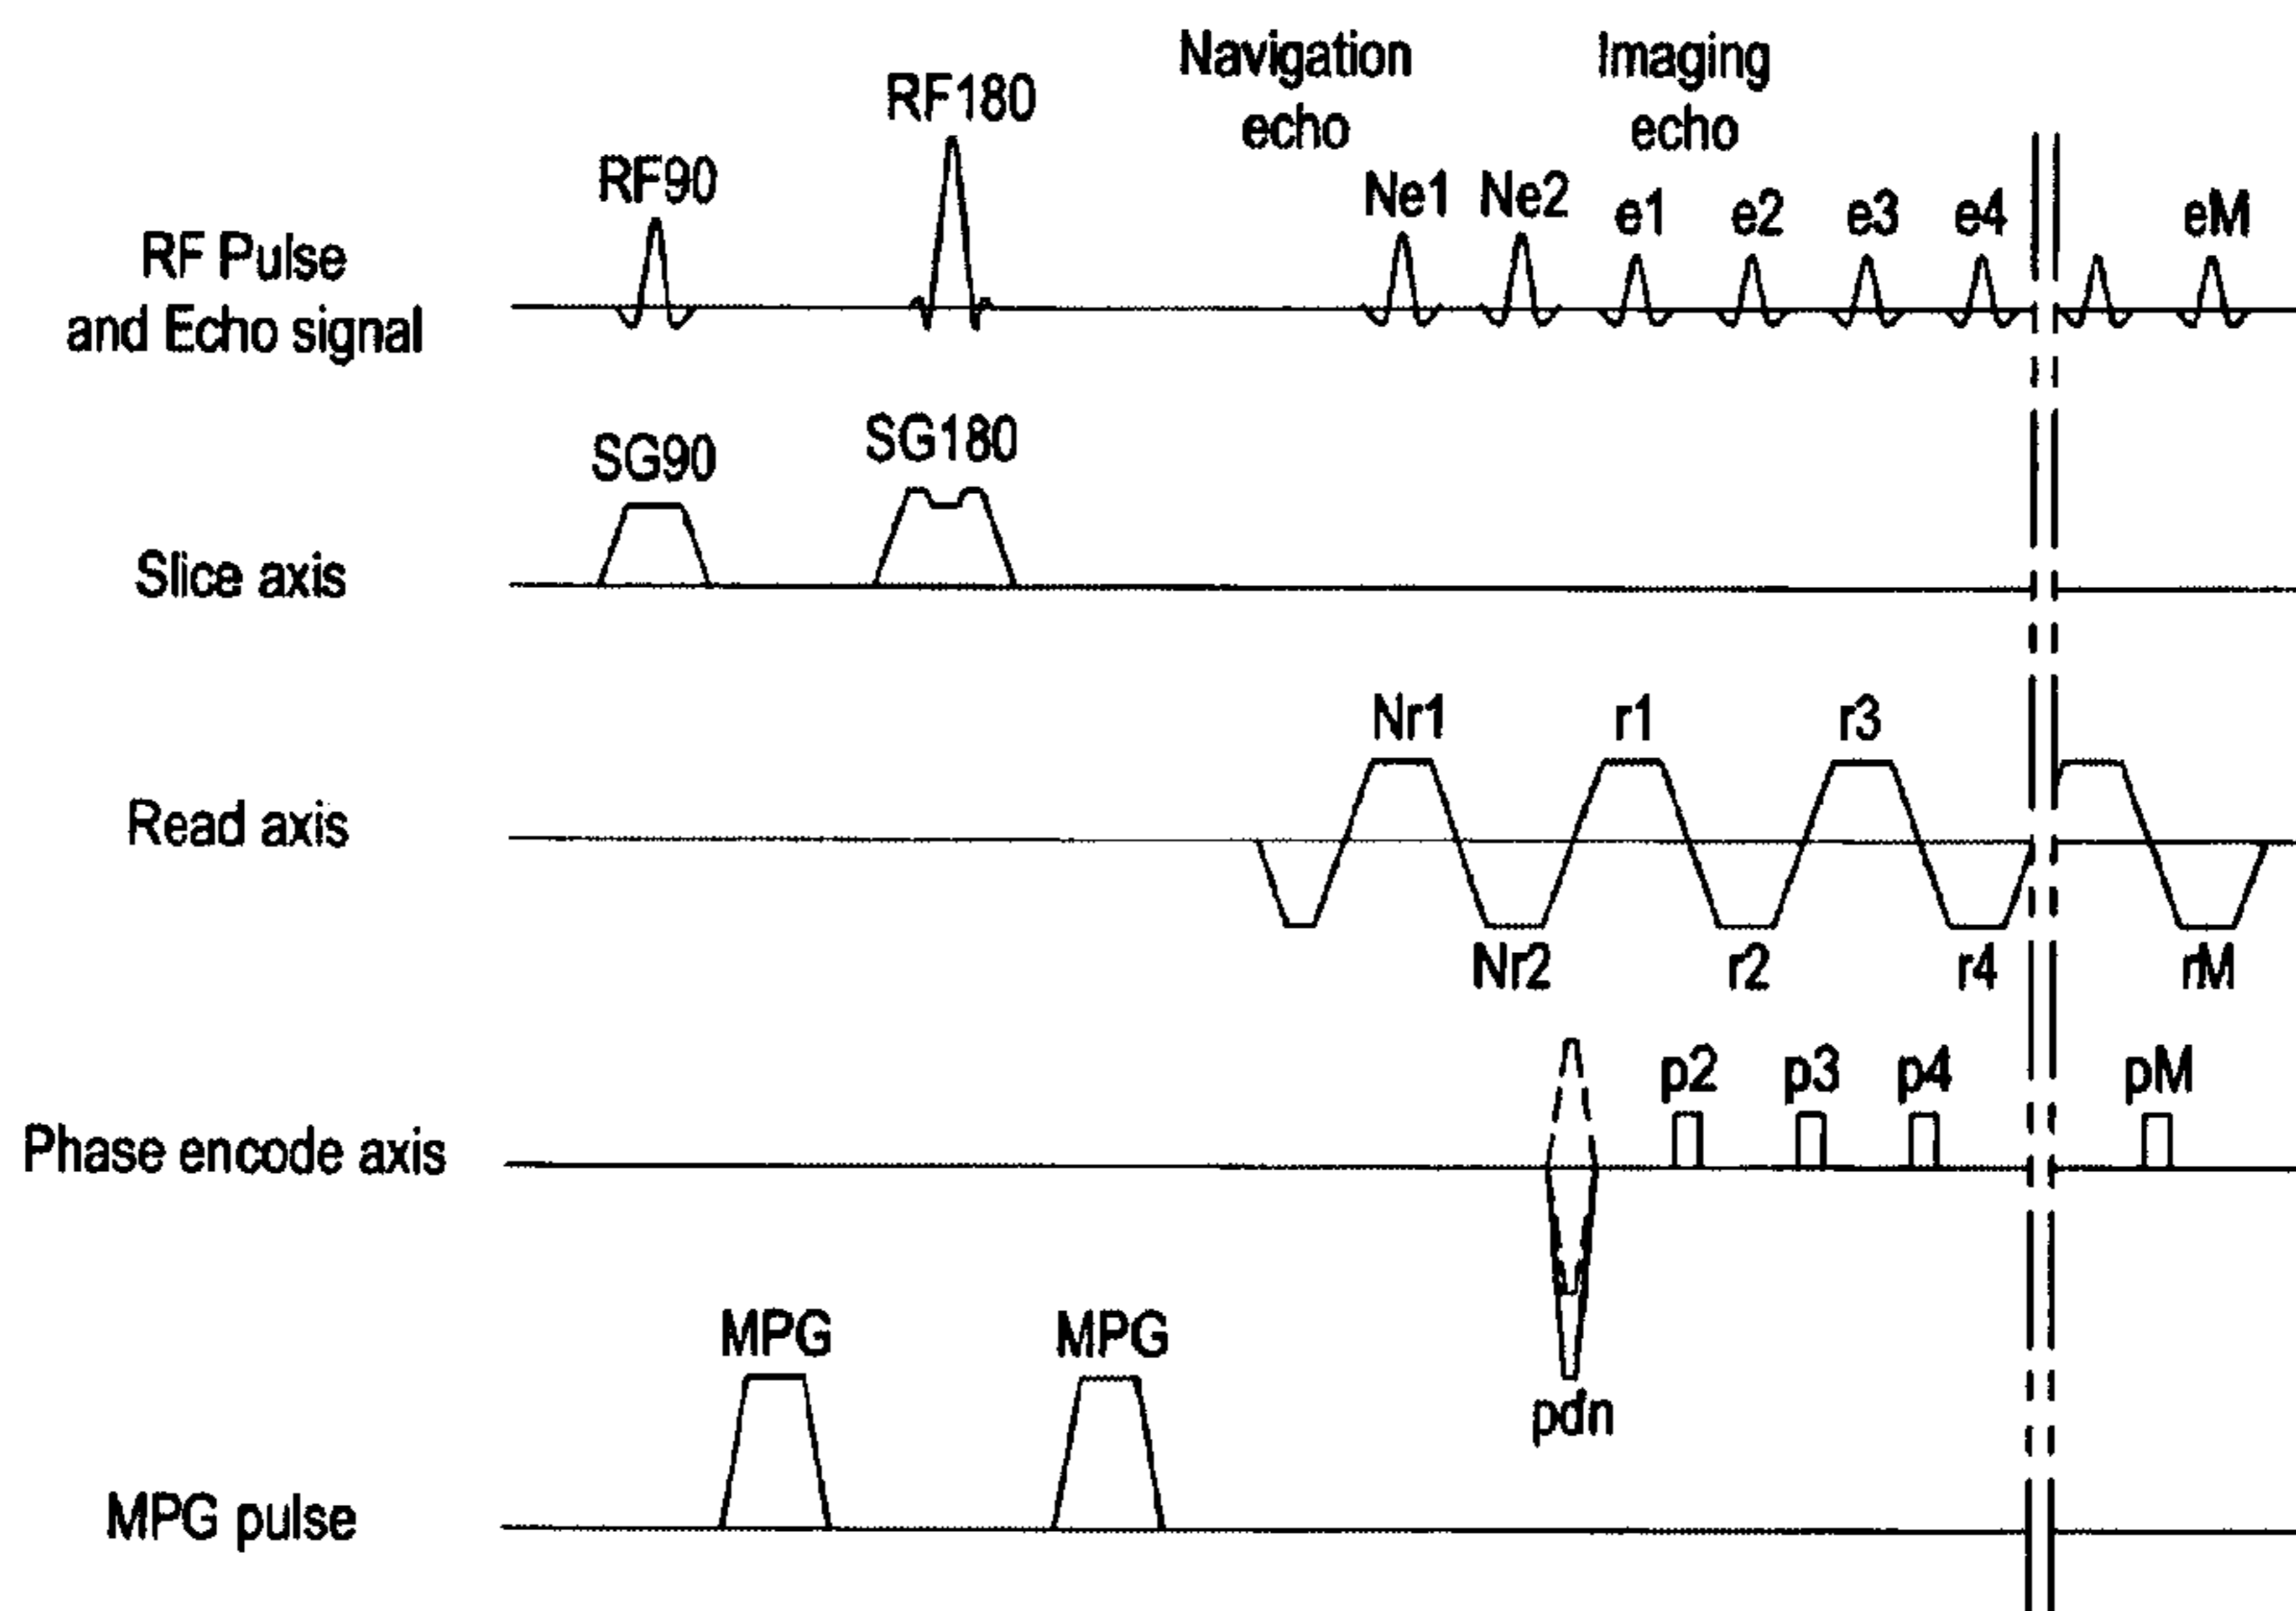 Navigation
echo
Imaging
echo
RF90
RF180
Ne1
Ne2
e1
e2
e3
e4
eM
RF Pulse
and Echo signal
SG90
SG180
Slice axis
Nr1
r1
r3
Read axis
Nr2
r2
r4
rM
p2
p3
p4
pM
Phase encode axis
pdn
MPG
MPG
MPG pulse